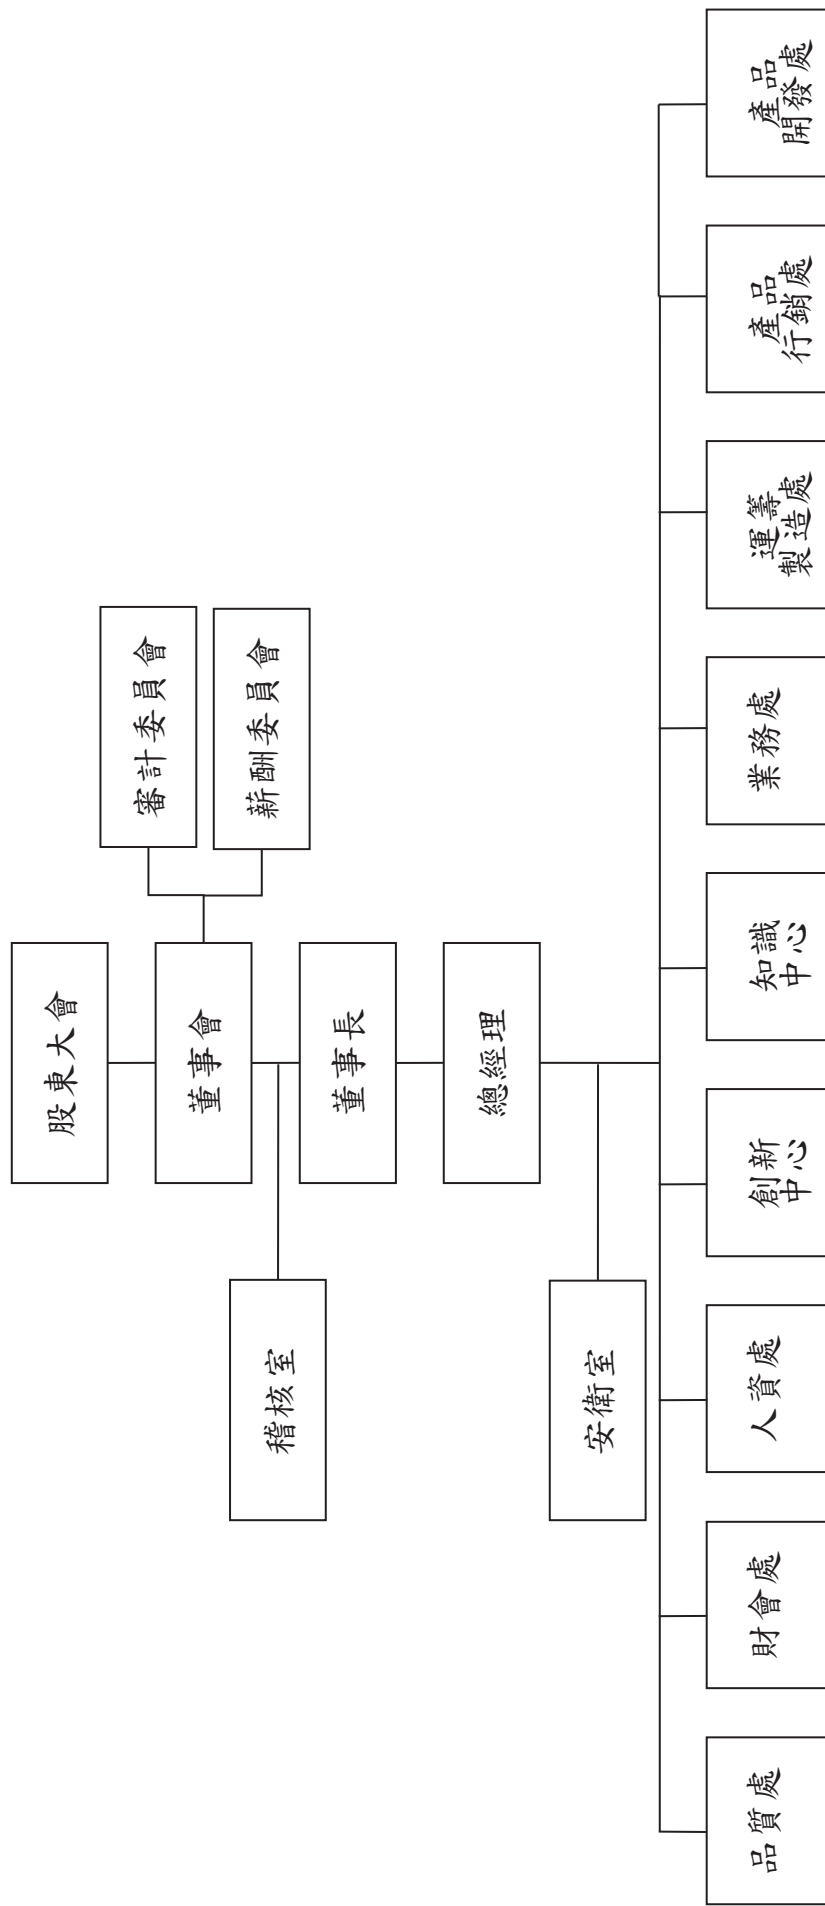 股東大會
審計委員會
董事會
薪酬委員會
稽核室
董事長
總經理
安衛室
品質處
財會處
人資處
創新
中心
知識
中心
業務處
運籌
製造處
產品
行銷處
產品
開發處